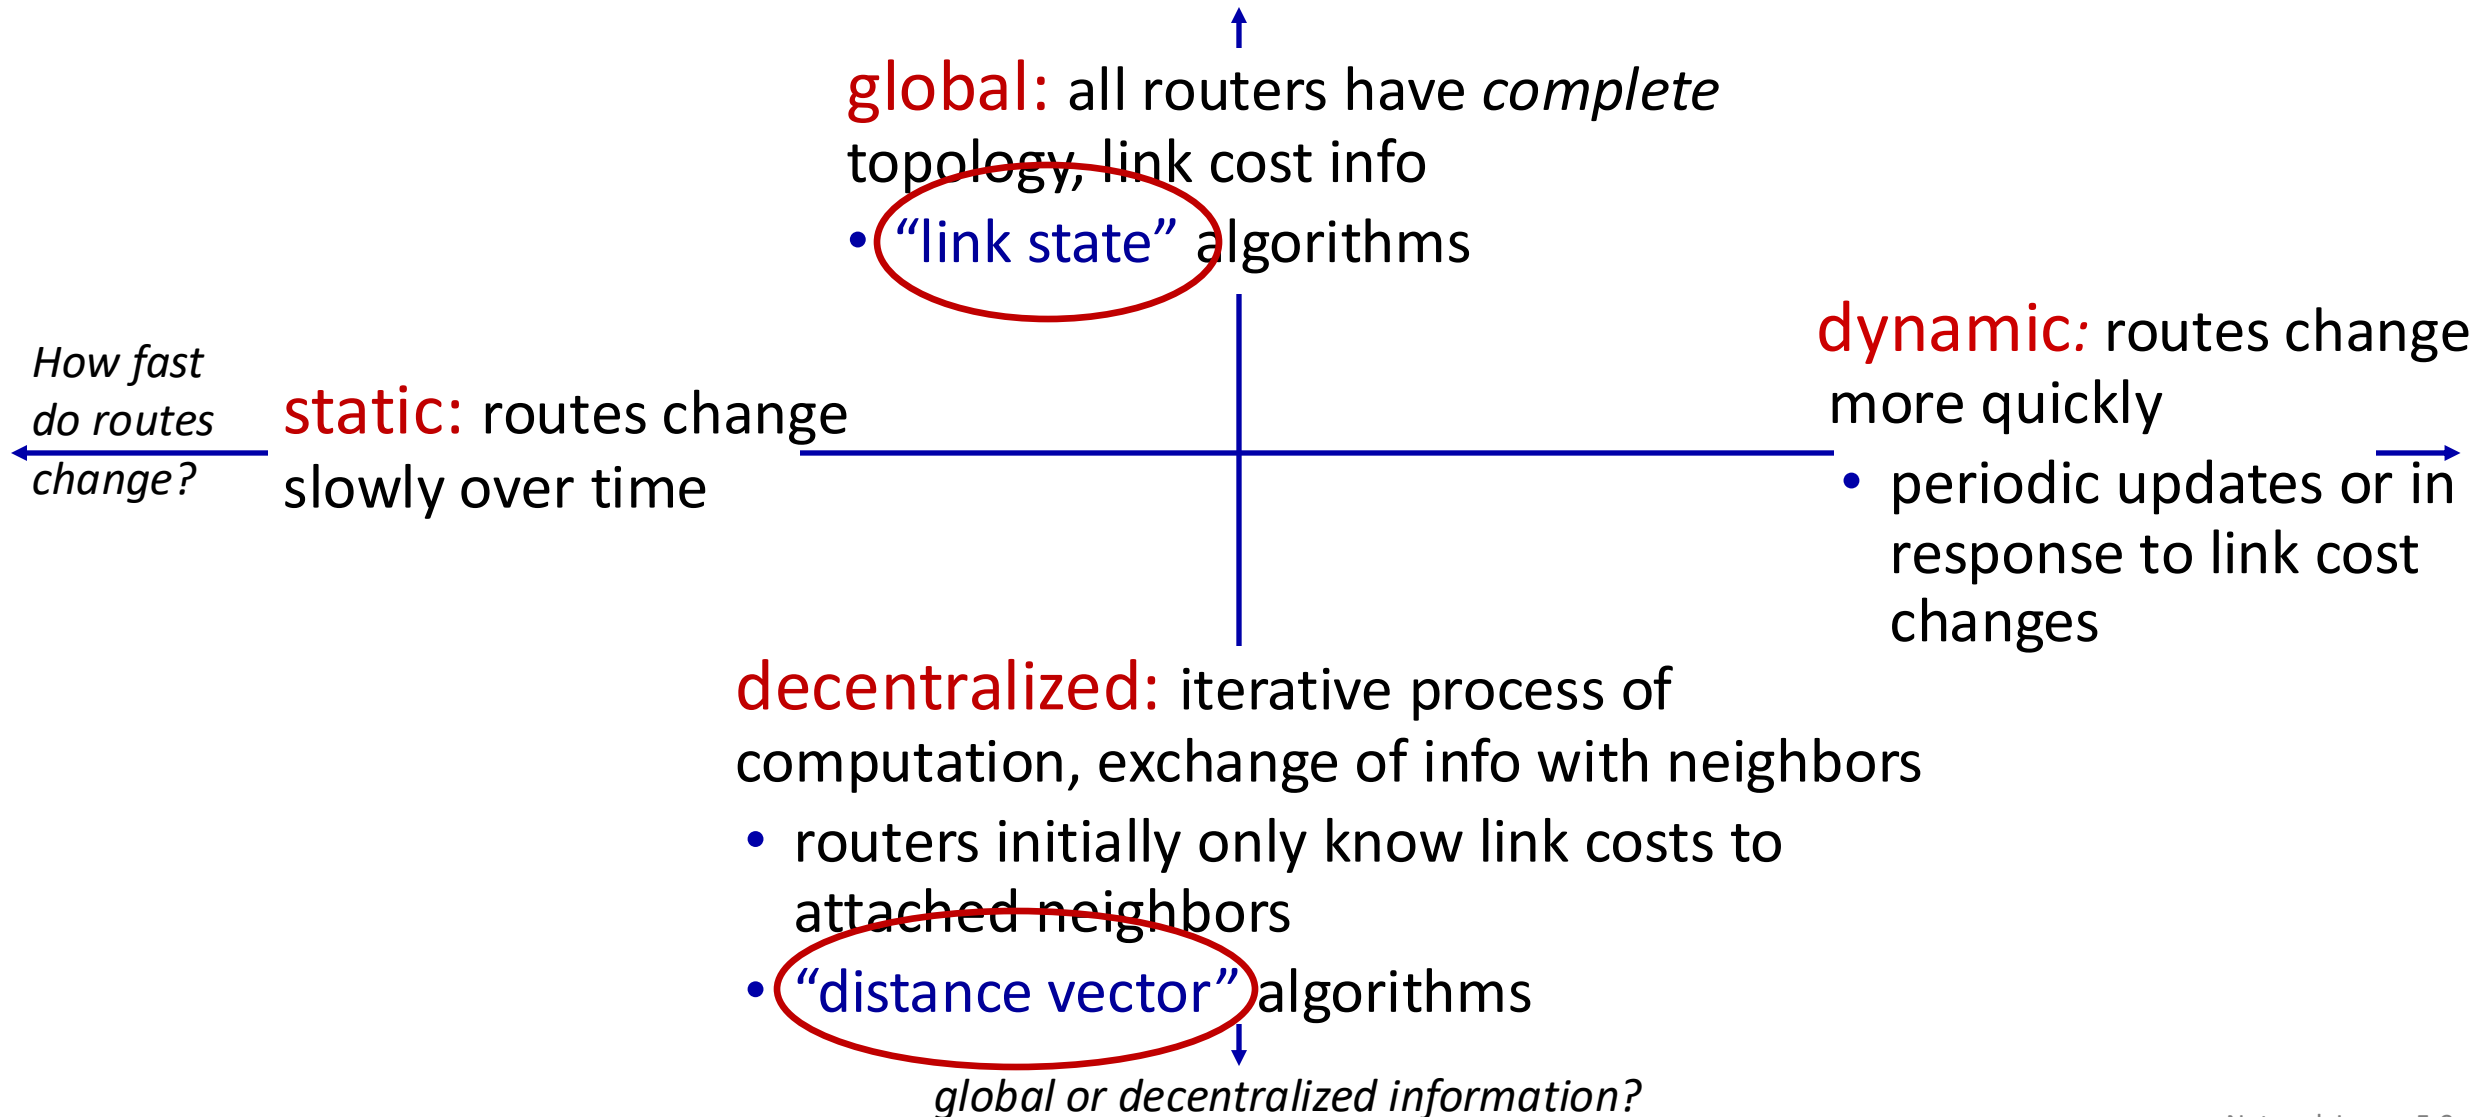 global: all routers have complete
topology, link cost info
• “link state” algorithms
How fast
do routes
change?
static: routes change
slowly over time
dynamic: routes change
more quickly
• periodic updates or in
response to link cost
changes
decentralized: iterative process of
computation, exchange of info with neighbors
• routers initially only know link costs to
attached neighbors
• “distance vector” algorithms
global or decentralized information?